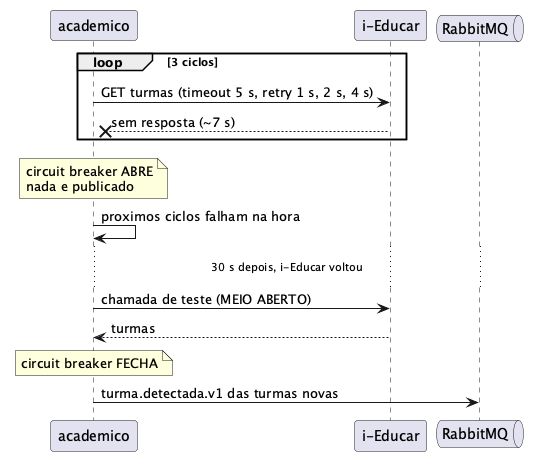 academico
i-Educar
RabbitMQ
loop
[3 ciclos]
GET turmas (timeout 5 s, retry 1 s, 2 s, 4 s)
sem resposta (~7 s)
circuit breaker ABRE
nada e publicado
proximos ciclos falham na hora
30 s depois, i-Educar voltou
chamada de teste (MEIO ABERTO)
turmas
circuit breaker FECHA
turma.detectada.v1 das turmas novas
academico
i-Educar
RabbitMQ